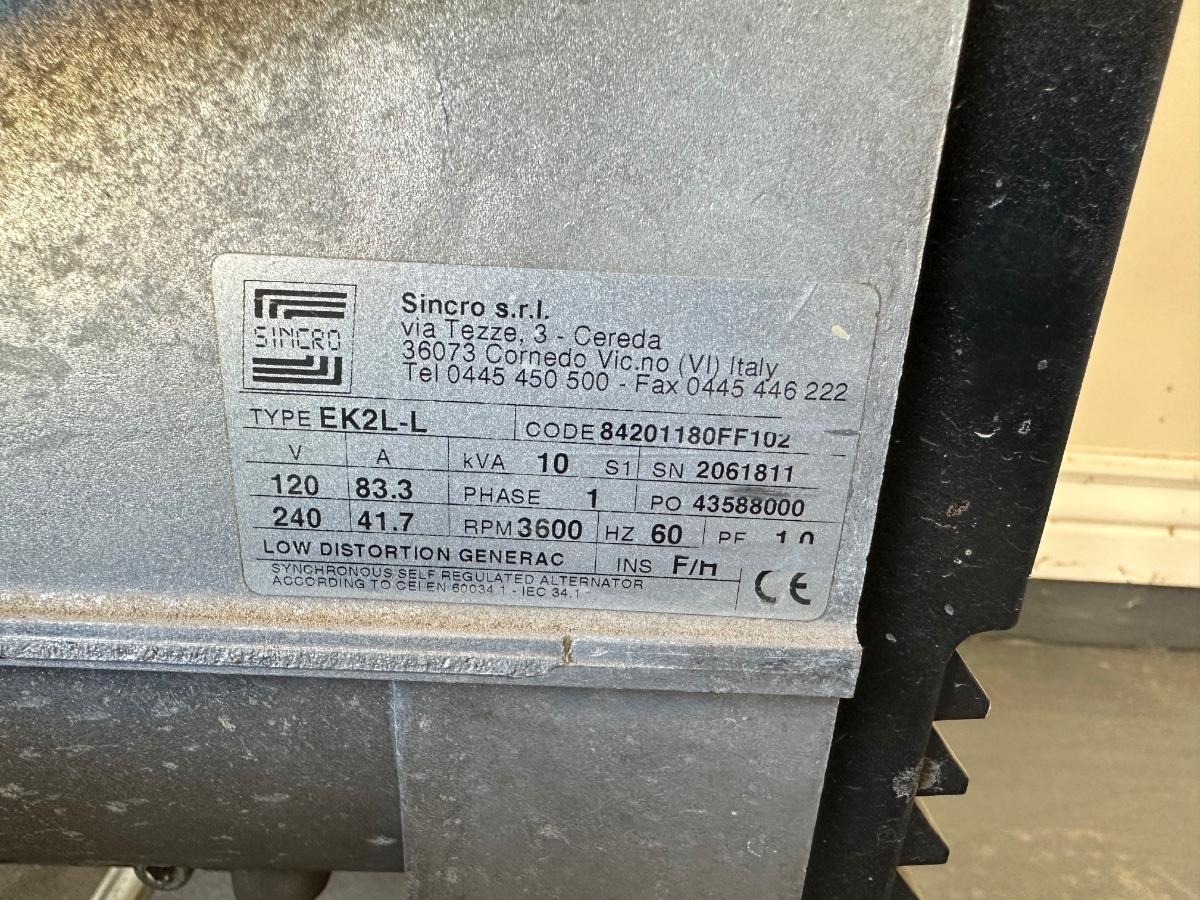 SINCRO
Sincro s.r.l.
via Tezze, 3 - Cereda
36073 Cornedo Vic.no (VI) Italy
Tel 0445 450 500 - Fax 0445 446 222
TYPE EK2L-L CODE 84201180FF102
V A kVA 10 S1 SN 2061811
120 83.3 PHASE 1 PO 43588000
240 41.7 RPM 3600 HZ 60 PF 1.0
LOW DISTORTION GENERAC INS F/H
SYNCHRONOUS SELF REGULATED ALTERNATOR
ACCORDING TO CEI EN 60034 1 - IEC 34.1
CE